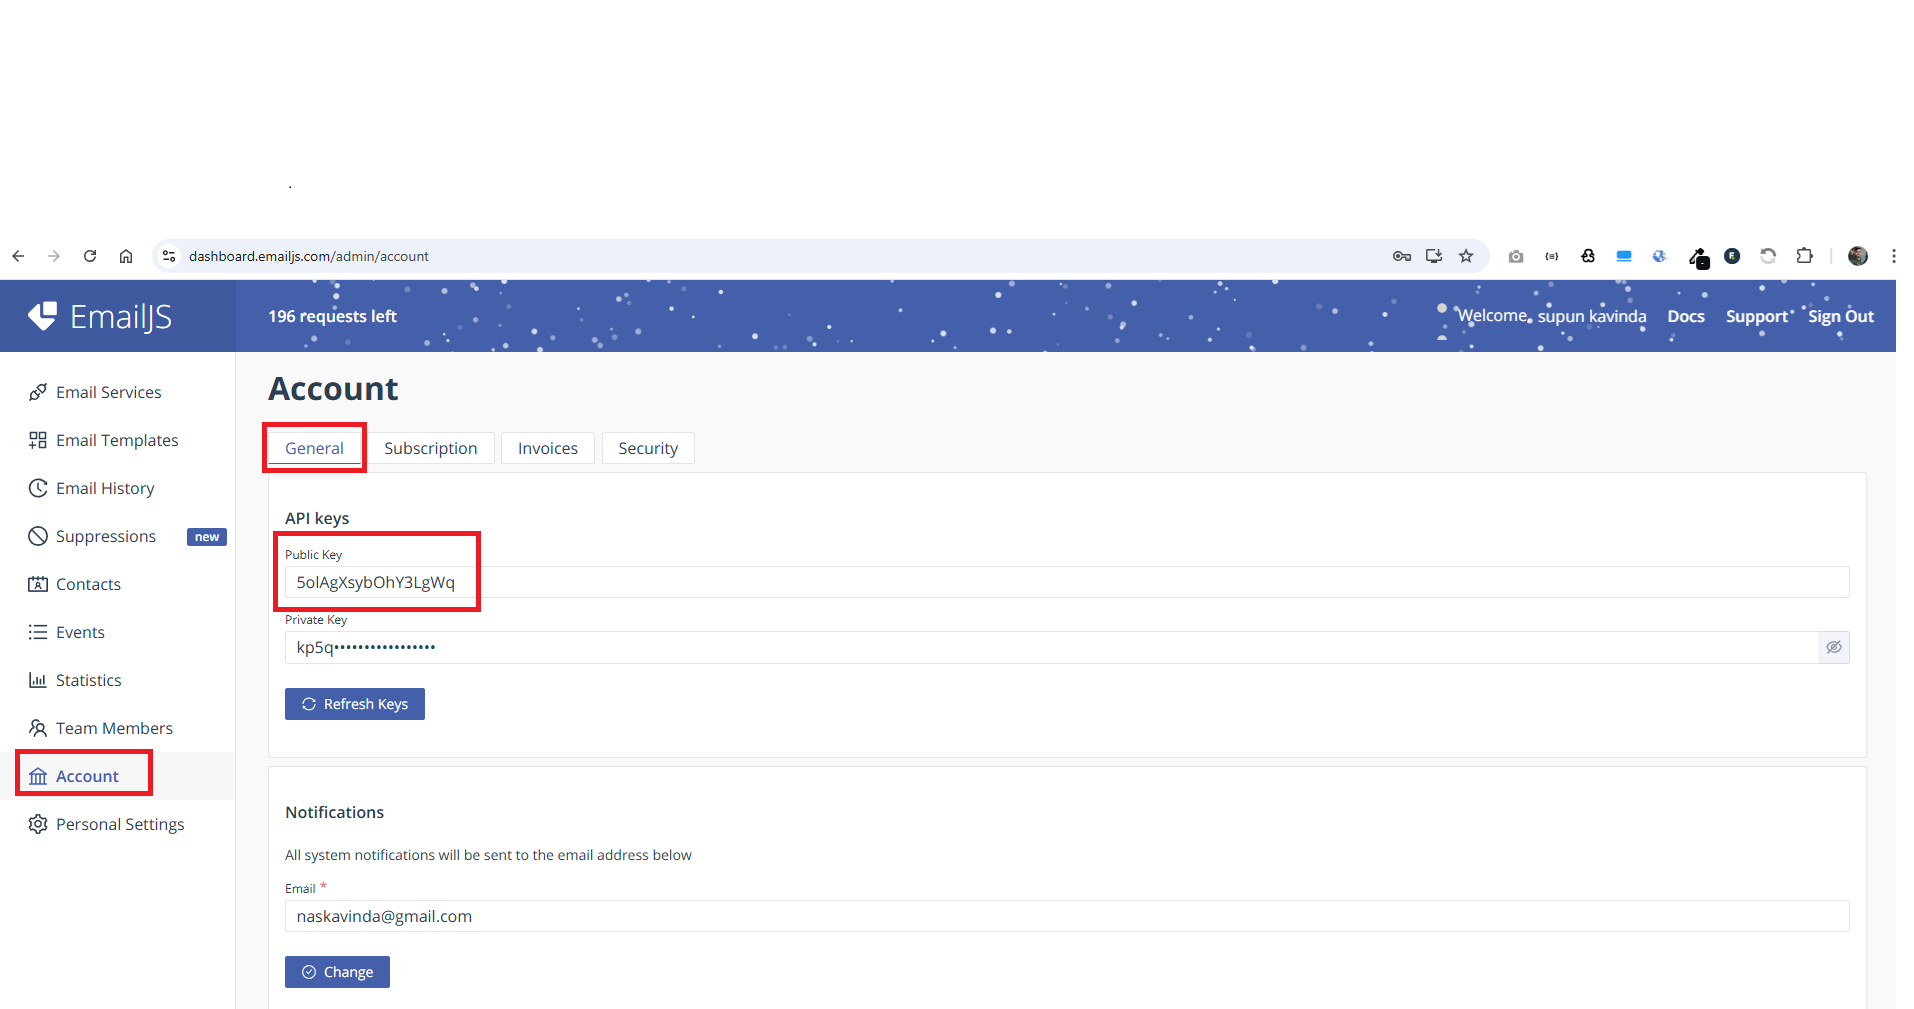 dashboard.emailjs.com/admin/account
EmailJS
196 requests left
Welcome, supun kavinda
Docs
Support
Sign Out
Email Services
Email Templates
Email History
Suppressions
new
Contacts
Events
Statistics
Team Members
Account
Personal Settings
Account
General
Subscription
Invoices
Security
API keys
Public Key
5olAgXsybOhY3LgWq
Private Key
kp5q•••••••••••••••••
Refresh Keys
Notifications
All system notifications will be sent to the email address below
Email *
naskavinda@gmail.com
Change